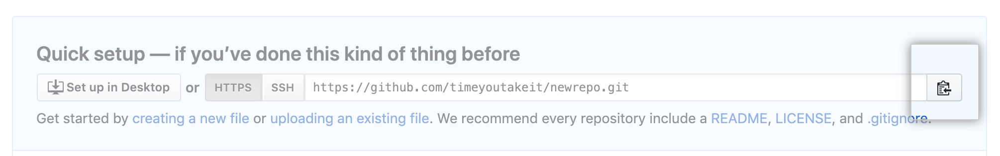 Quick setup — if you’ve done this kind of thing before
Set up in Desktop or HTTPS SSH https://github.com/timeyoutakeit/newrepo.git
Get started by creating a new file or uploading an existing file. We recommend every repository include a README, LICENSE, and .gitignore.